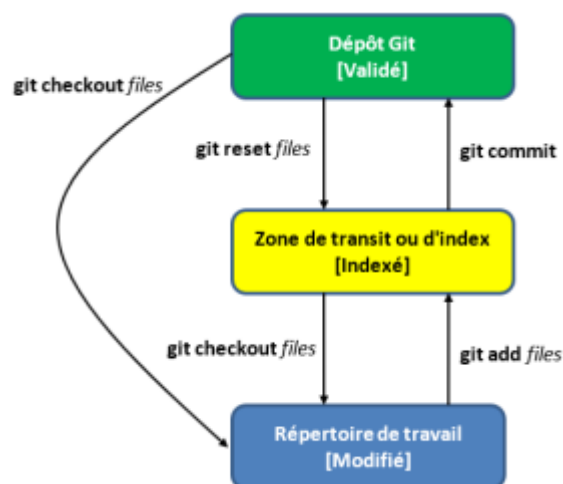 Dépôt Git
[Validé]
git checkout files
git reset files
git commit
Zone de transit ou d'index
[Indexé]
git checkout files
git add files
Répertoire de travail
[Modifié]